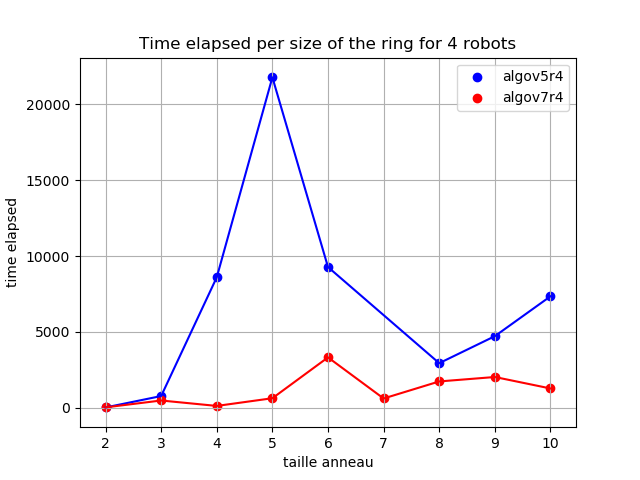 Time elapsed per size of the ring for 4 robots
algov5r4
algov7r4
20000
15000
10000
5000
0
time elapsed
2 3 4 5 6 7 8 9 10
taille anneau